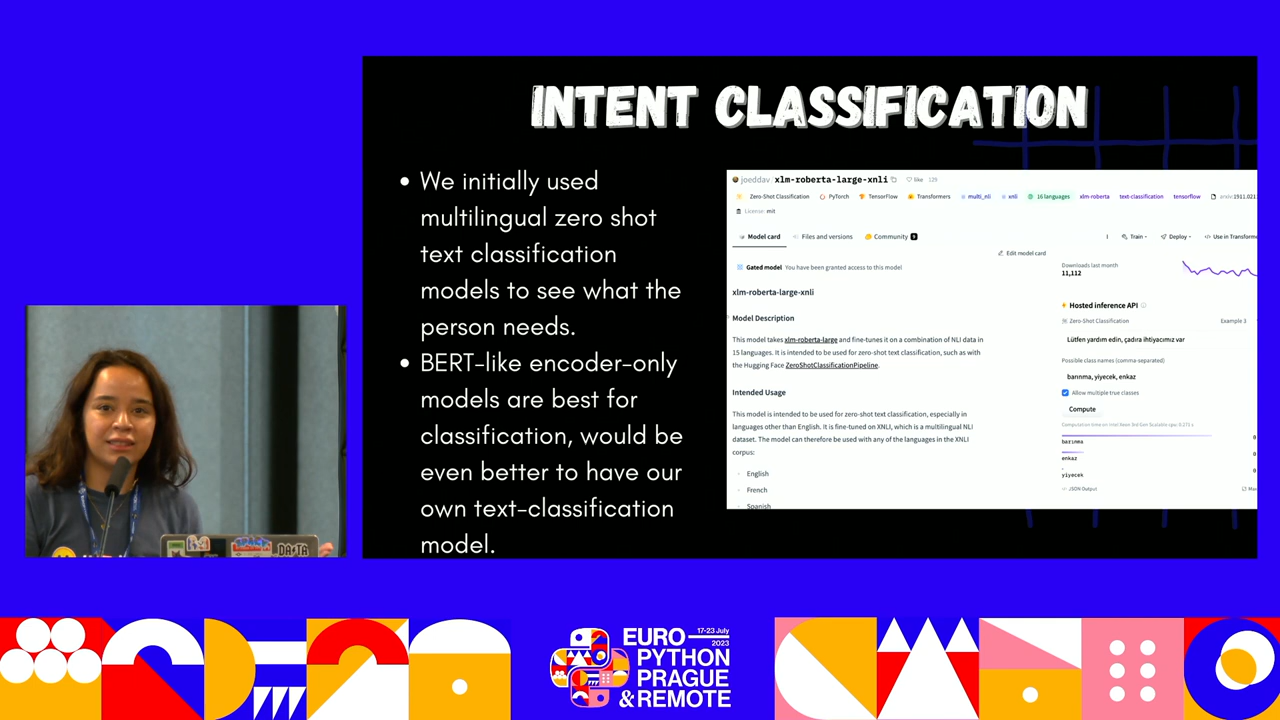 INTENT CLASSIFICATION
• We initially used
multilingual zero shot
text classification
models to see what the
person needs.
• BERT-like encoder-only
models are best for
classification, would be
even better to have our
own text-classification
model.
joeddav xlm-roberta-large-xnli like 129
Zero-Shot Classification PyTorch TensorFlow Transformers multi_nli xnli 16 languages xlm-roberta text-classification tensorflow
License: mit
Model card Files and versions Community 9 Train Deploy Use in Transform
Edit model card
Gated model You have been granted access to this model
xlm-roberta-large-xnli
Model Description
This model takes xlm-roberta-large and fine-tunes it on a combination of NLI data in
15 languages. It is intended to be used for zero-shot text classification, such as with
the Hugging Face ZeroShotClassificationPipeline.
Intended Usage
This model is intended to be used for zero-shot text classification, especially in
languages other than English. It is fine-tuned on XNLI, which is a multilingual NLI
dataset. The model can therefore be used with any of the languages in the XNLI
corpus:
English
French
Spanish
Downloads last month
11,112
Hosted inference API
Zero-Shot Classification Example 3
Lütfen yardım edin, çadıra ihtiyacımız var
Possible class names (comma-separated)
barınma, yiyecek, enkaz
Allow multiple true classes
Compute
barınma
enkaz
yiyecek
JSON Output
DATA
17-23 July
2023
EURO
PYTHON
PRAGUE
& REMOTE